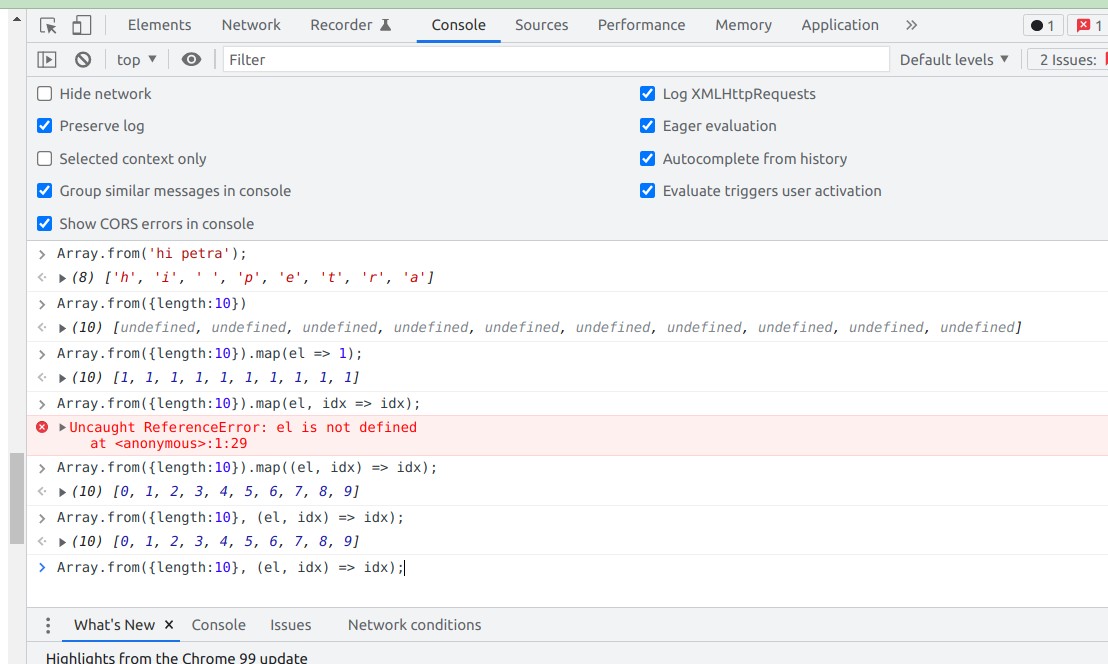 Elements Network Recorder Console Sources Performance Memory Application 1 1
top Filter Default levels 2 Issues:
Hide network Log XMLHttpRequests
Preserve log Eager evaluation
Selected context only Autocomplete from history
Group similar messages in console Evaluate triggers user activation
Show CORS errors in console
Array.from('hi petra');
(8) ['h', 'i', ' ', 'p', 'e', 't', 'r', 'a']
Array.from({length:10})
(10) [undefined, undefined, undefined, undefined, undefined, undefined, undefined, undefined, undefined, undefined]
Array.from({length:10}).map(el => 1);
(10) [1, 1, 1, 1, 1, 1, 1, 1, 1, 1]
Array.from({length:10}).map(el, idx => idx);
Uncaught ReferenceError: el is not defined
at <anonymous>:1:29
Array.from({length:10}).map((el, idx) => idx);
(10) [0, 1, 2, 3, 4, 5, 6, 7, 8, 9]
Array.from({length:10}, (el, idx) => idx);
(10) [0, 1, 2, 3, 4, 5, 6, 7, 8, 9]
Array.from({length:10}, (el, idx) => idx);
What's New × Console Issues Network conditions
Highlights from the Chrome 99 update